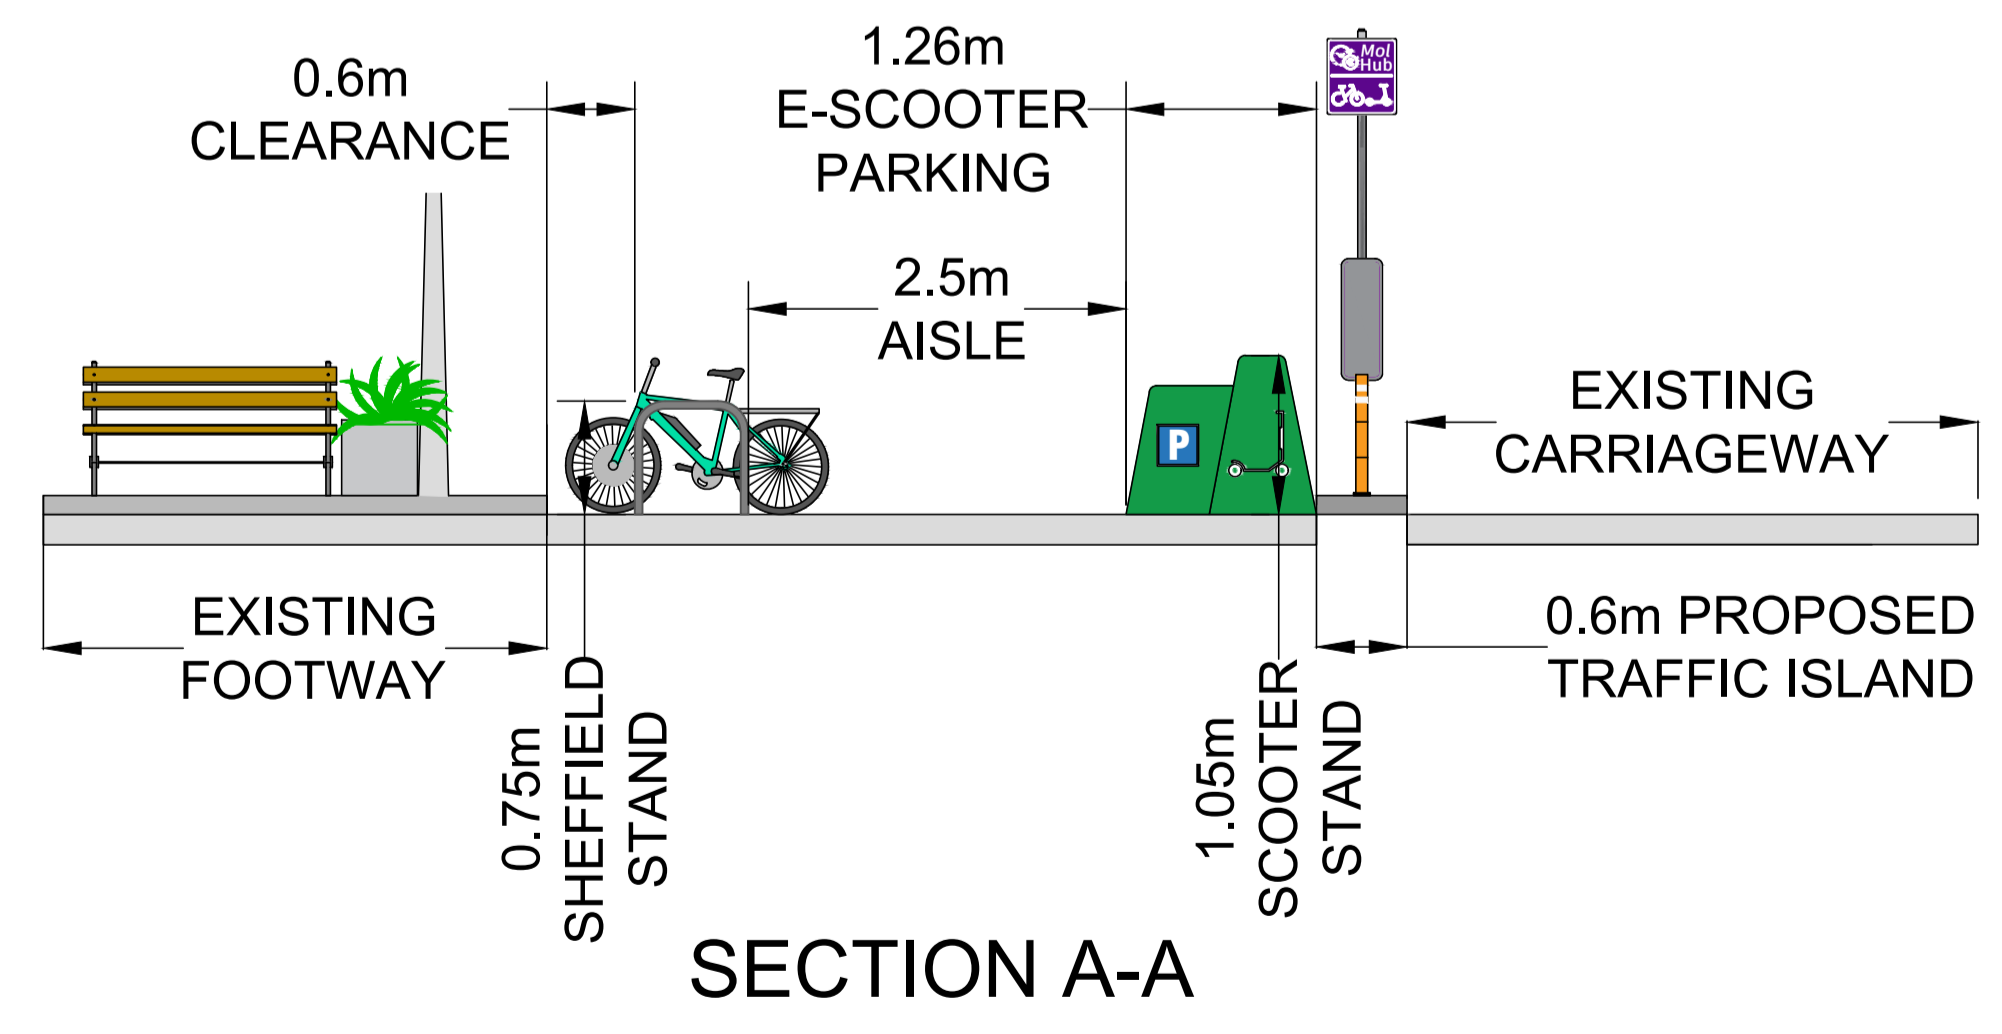 0.6m
CLEARANCE
1.26m
E-SCOOTER
PARKING
Mol
Hub
2.5m
AISLE
P
EXISTING
CARRIAGEWAY
EXISTING
FOOTWAY
0.75m
SHEFFIELD
STAND
1.05m
SCOOTER
STAND
0.6m PROPOSED
TRAFFIC ISLAND
SECTION A-A